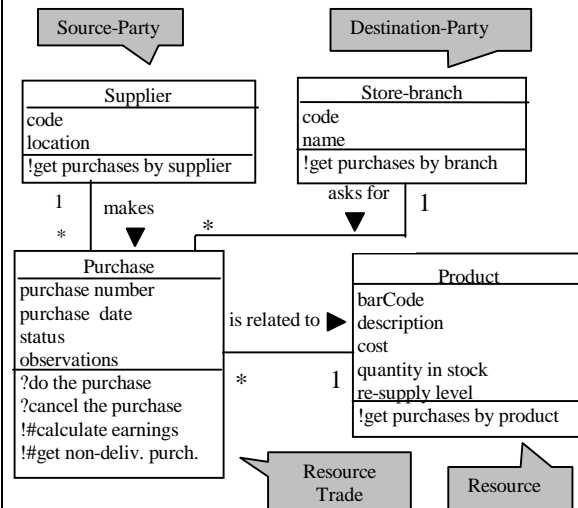 Source-Party
Destination-Party
Supplier
code
location
!get purchases by supplier
Store-branch
code
name
!get purchases by branch
1
makes
*
asks for
1
*
Purchase
purchase number
purchase date
status
observations
?do the purchase
?cancel the purchase
!#calculate earnings
!#get non-deliv. purch.
is related to
*
1
Product
barCode
description
cost
quantity in stock
re-supply level
!get purchases by product
Resource
Trade
Resource